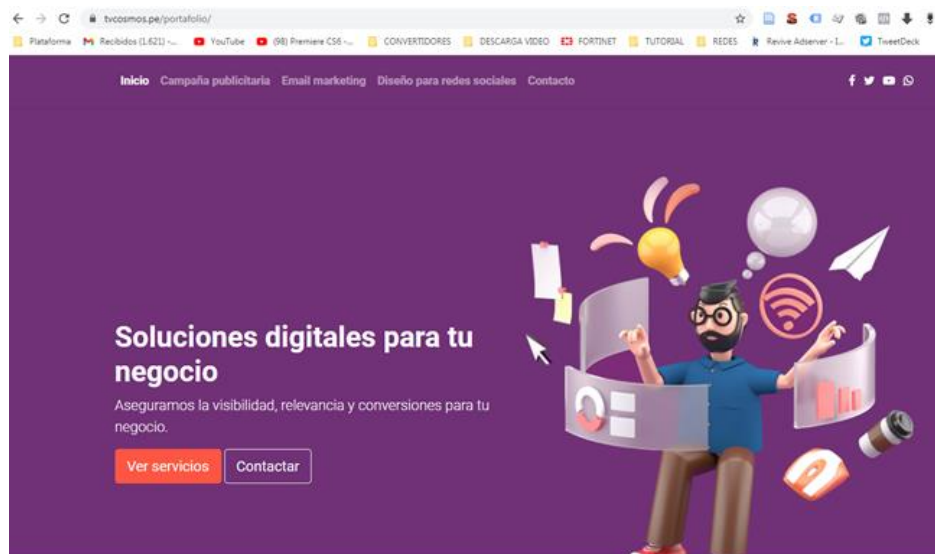 tvcosmos.pe/portafolio/
Plataforma Recibidos (1.621) -... YouTube (98) Premiere CS6 -... CONVERTIDORES DESCARGA VIDEO FORTINET TUTORIAL REDES Revive Adserver - I... TweetDeck
Inicio Campaña publicitaria Email marketing Diseño para redes sociales Contacto
Soluciones digitales para tu
negocio
Aseguramos la visibilidad, relevancia y conversiones para tu
negocio.
Ver servicios Contactar